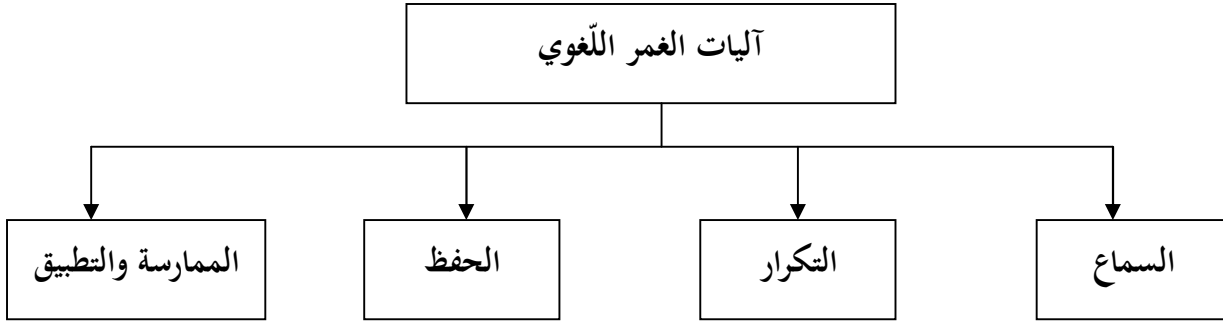 آليات الغمر اللّغوي
السماع
التكرار
الحفظ
الممارسة والتطبيق